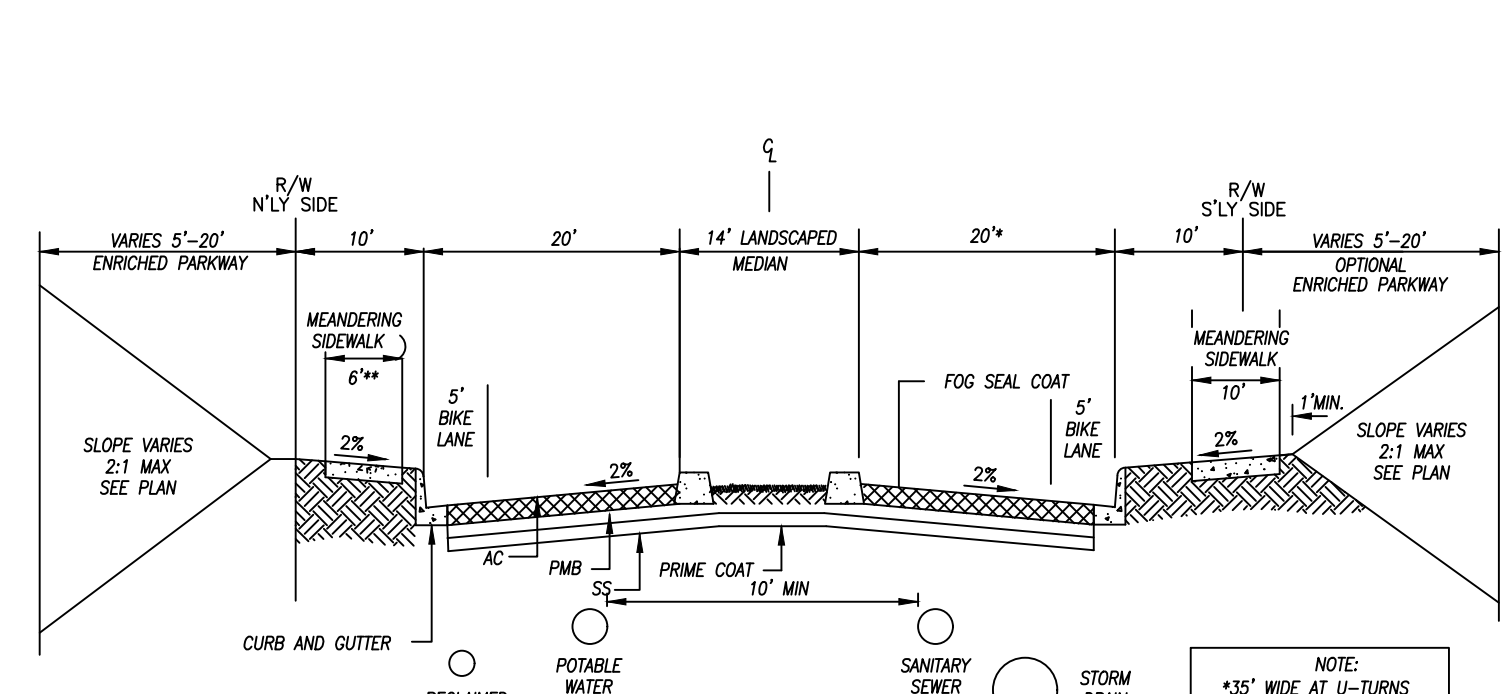 ℄
R/W
N'LY SIDE
R/W
S'LY SIDE
VARIES 5'-20'
ENRICHED PARKWAY
10'
20'
14' LANDSCAPED
MEDIAN
20'*
10'
VARIES 5'-20'
OPTIONAL
ENRICHED PARKWAY
MEANDERING
SIDEWALK
6'**
MEANDERING
SIDEWALK
10'
1'MIN.
5'
BIKE
LANE
FOG SEAL COAT
5'
BIKE
LANE
SLOPE VARIES
2:1 MAX
SEE PLAN
2%
2%
2%
2%
SLOPE VARIES
2:1 MAX
SEE PLAN
AC
PMB
SS
PRIME COAT
10' MIN
CURB AND GUTTER
POTABLE
WATER
SANITARY
SEWER
STORM
DRAIN
RECLAIMED
NOTE:
*35' WIDE AT U-TURNS